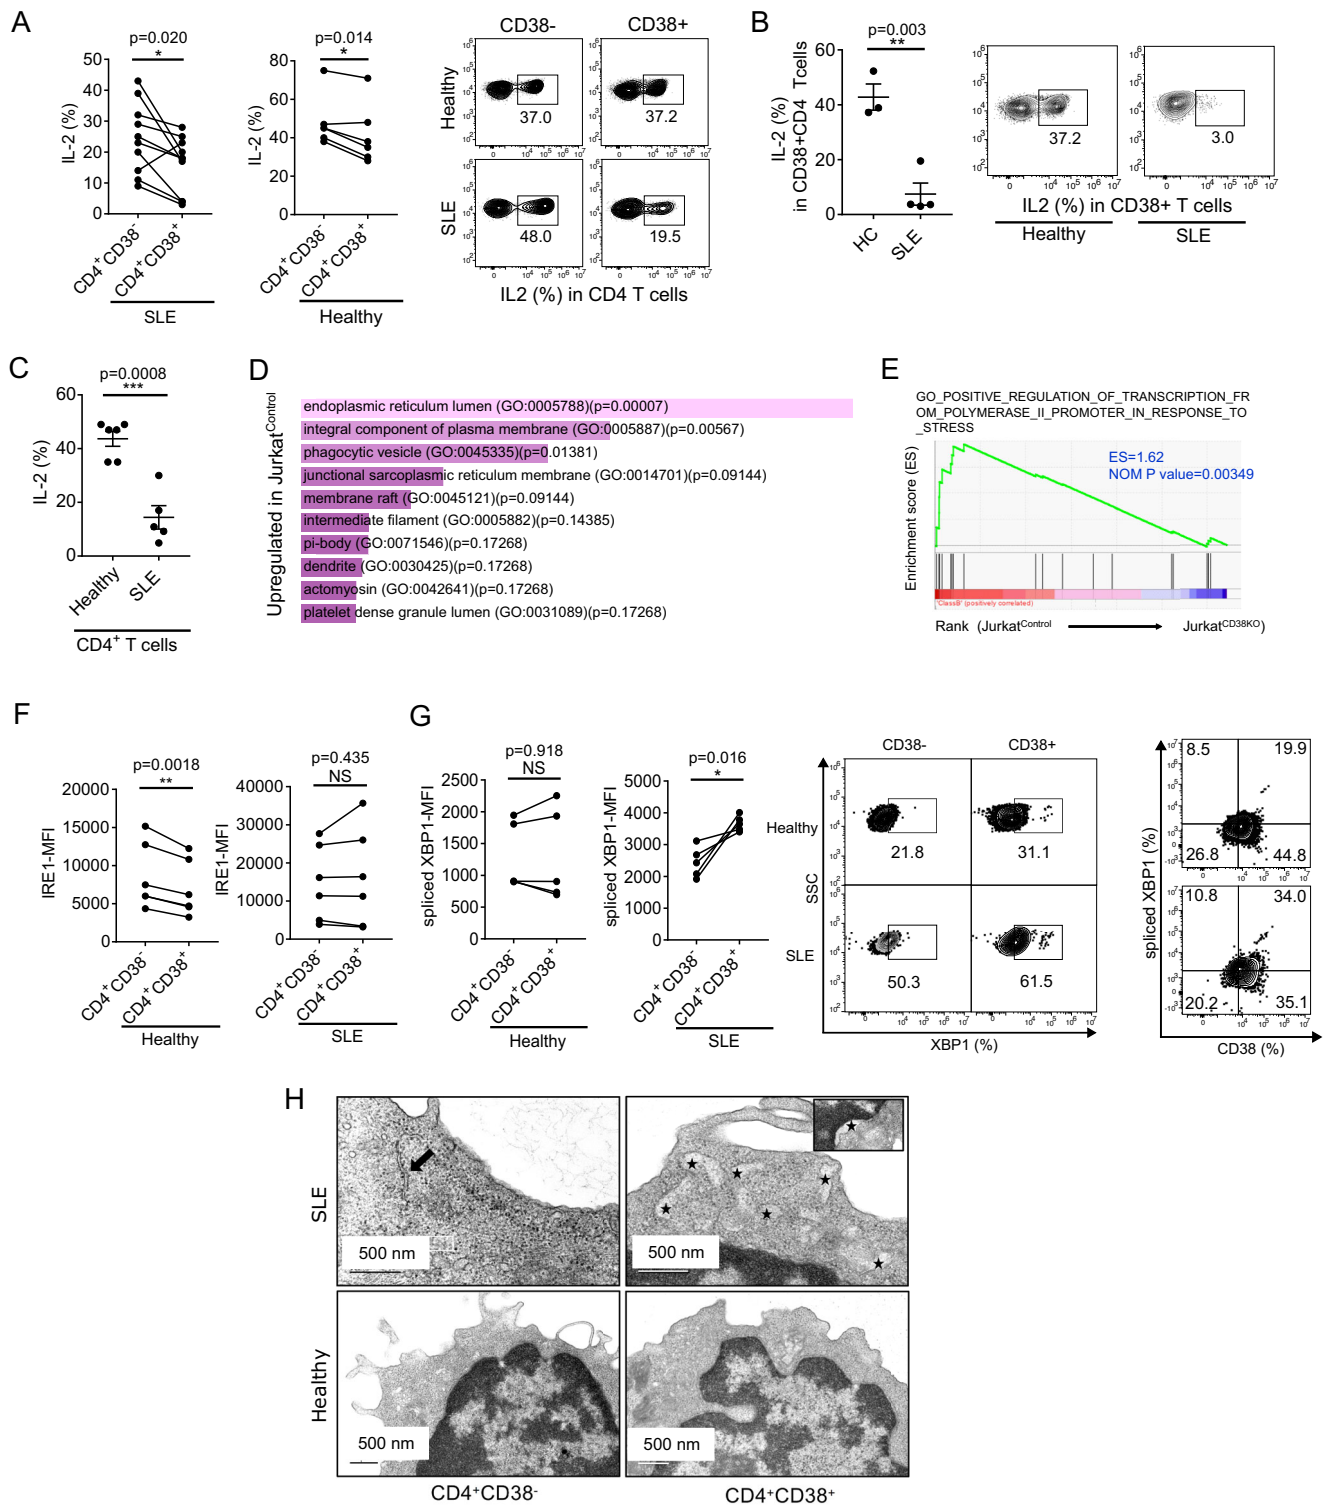 A
p=0.020
*
IL-2 (%)
50
40
30
20
10
0
CD4+CD38-
CD4+CD38+
SLE
p=0.014
*
IL-2 (%)
80
60
40
20
0
CD4+CD38-
CD4+CD38+
Healthy
CD38-
CD38+
Healthy
37.0
37.2
SLE
48.0
19.5
IL2 (%) in CD4 T cells
B
p=0.003
**
IL-2 (%)
in CD38+CD4 Tcells
60
40
20
0
HC
SLE
37.2
3.0
IL2 (%) in CD38+ T cells
Healthy
SLE
C
p=0.0008
***
IL-2 (%)
60
40
20
0
Healthy
SLE
CD4+ T cells
D
Upregulated in JurkatControl
endoplasmic reticulum lumen (GO:0005788)(p=0.00007)
integral component of plasma membrane (GO:0005887)(p=0.00567)
phagocytic vesicle (GO:0045335)(p=0.01381)
junctional sarcoplasmic reticulum membrane (GO:0014701)(p=0.09144)
membrane raft (GO:0045121)(p=0.09144)
intermediate filament (GO:0005882)(p=0.14385)
pi-body (GO:0071546)(p=0.17268)
dendrite (GO:0030425)(p=0.17268)
actomyosin (GO:0042641)(p=0.17268)
platelet dense granule lumen (GO:0031089)(p=0.17268)
E
GO_POSITIVE_REGULATION_OF_TRANSCRIPTION_FR
OM_POLYMERASE_II_PROMOTER_IN_RESPONSE_TO
_STRESS
Enrichment score (ES)
ES=1.62
NOM P value=0.00349
'ClassB' (positively correlated)
Rank (JurkatControl
JurkatCD38KO)
F
p=0.0018
**
IRE1-MFI
20000
15000
10000
5000
0
CD4+CD38-
CD4+CD38+
Healthy
p=0.435
NS
IRE1-MFI
40000
30000
20000
10000
0
CD4+CD38-
CD4+CD38+
SLE
G
p=0.918
NS
spliced XBP1-MFI
2500
2000
1500
1000
500
0
CD4+CD38-
CD4+CD38+
Healthy
p=0.016
*
spliced XBP1-MFI
5000
4000
3000
2000
1000
0
CD4+CD38-
CD4+CD38+
SLE
CD38-
CD38+
SSC
Healthy
21.8
31.1
SLE
50.3
61.5
XBP1 (%)
spliced XBP1 (%)
8.5
19.9
26.8
44.8
10.8
34.0
20.2
35.1
CD38 (%)
H
SLE
500 nm
500 nm
Healthy
500 nm
500 nm
CD4+CD38-
CD4+CD38+